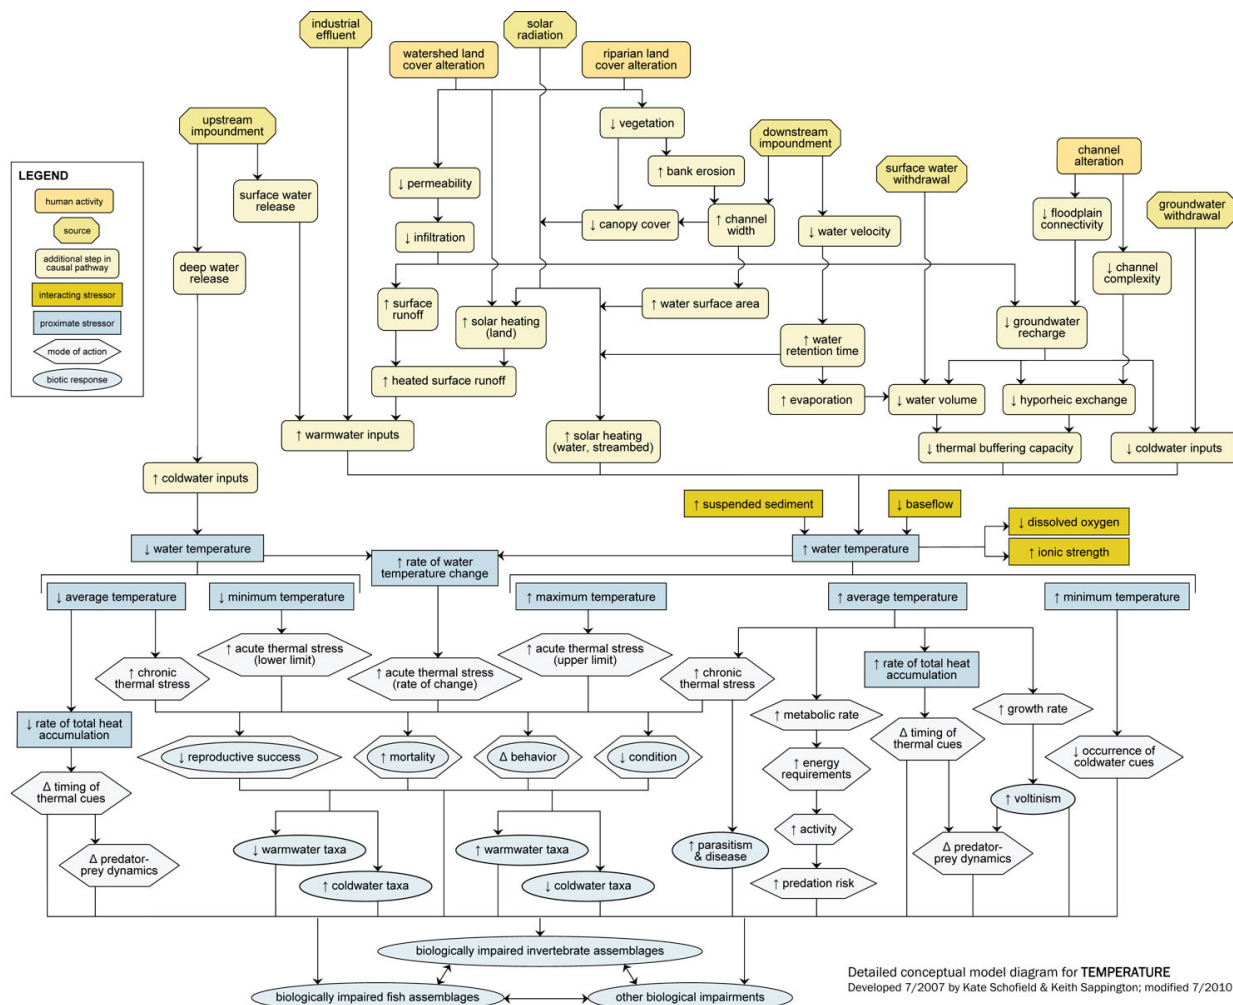 industrial
effluent
solar
radiation
watershed land
cover alteration
riparian land
cover alteration
upstream
impoundment
↓ vegetation
downstream
impoundment
surface water
withdrawal
channel
alteration
groundwater
withdrawal
LEGEND
human activity
source
additional step in
causal pathway
interacting stressor
proximate stressor
mode of action
biotic response
surface water
release
↓ permeability
↑ bank erosion
↓ floodplain
connectivity
↓ infiltration
↓ canopy cover
↑ channel
width
↓ water velocity
deep water
release
↓ channel
complexity
↑ surface
runoff
↑ solar heating
(land)
↑ water surface area
↓ groundwater
recharge
↑ water
retention time
↑ heated surface runoff
↑ evaporation
↓ water volume
↓ hyporheic exchange
↑ warmwater inputs
↑ solar heating
(water, streambed)
↓ thermal buffering capacity
↓ coldwater inputs
↑ coldwater inputs
↑ suspended sediment
↓ baseflow
↓ dissolved oxygen
↑ ionic strength
↓ water temperature
↑ rate of water
temperature change
↑ water temperature
↓ average temperature
↓ minimum temperature
↑ maximum temperature
↑ average temperature
↑ minimum temperature
↑ chronic
thermal stress
↑ acute thermal stress
(lower limit)
↑ acute thermal stress
(rate of change)
↑ acute thermal stress
(upper limit)
↑ chronic
thermal stress
↑ rate of total heat
accumulation
↓ rate of total heat
accumulation
↑ metabolic rate
Δ timing of
thermal cues
↑ growth rate
↓ reproductive success
↑ mortality
Δ behavior
↓ condition
↑ energy
requirements
↓ occurrence of
coldwater cues
Δ timing of
thermal cues
↑ voltinism
↑ activity
Δ predator-
prey dynamics
↓ warmwater taxa
↑ coldwater taxa
↑ warmwater taxa
↓ coldwater taxa
↑ parasitism
& disease
Δ predator-
prey dynamics
↑ predation risk
biologically impaired invertebrate assemblages
biologically impaired fish assemblages
other biological impairments
Detailed conceptual model diagram for TEMPERATURE
Developed 7/2007 by Kate Schofield & Keith Sappington; modified 7/2010